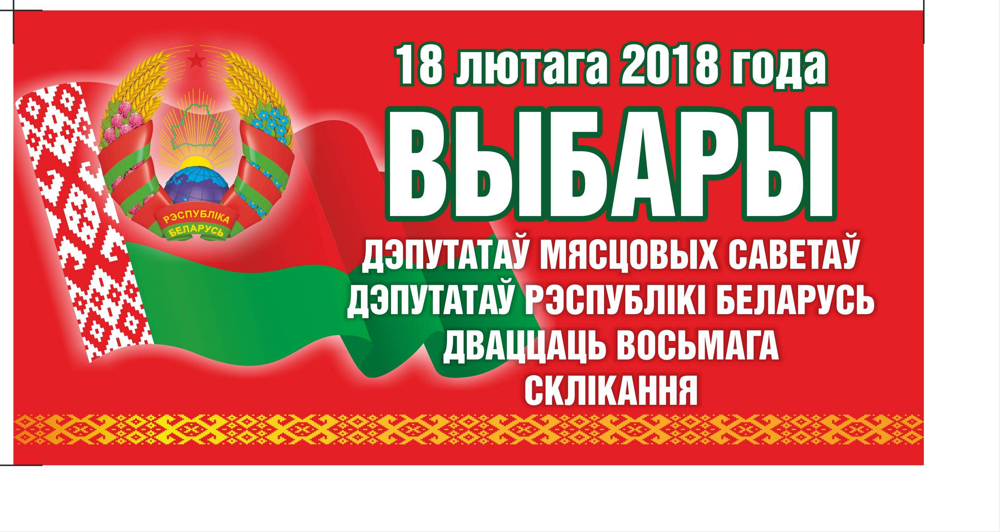 18 лютага 2018 года
ВЫБАРЫ
РЭСПУБЛІКА
БЕЛАРУСЬ
ДЭПУТАТАЎ МЯСЦОВЫХ САВЕТАЎ
ДЭПУТАТАЎ РЭСПУБЛІКІ БЕЛАРУСЬ
ДВАЦЦАЦЬ ВОСЬМАГА
СКЛІКАННЯ